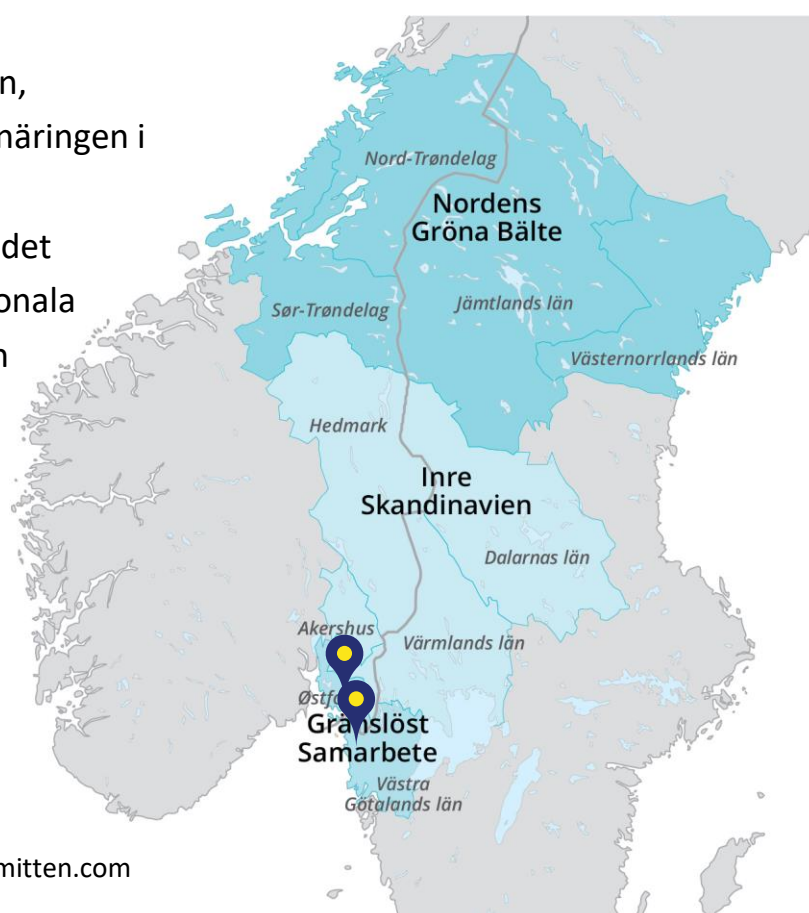 n,
näringen i
det
onala
n
Nord-Trøndelag
Nordens
Gröna Bälte
Sør-Trøndelag
Jämtlands län
Västernorrlands län
Hedmark
Inre
Skandinavien
Dalarnas län
Akershus
Värmlands län
Østfo
Gränslöst
Samarbete
Västra
Götalands län
mitten.com